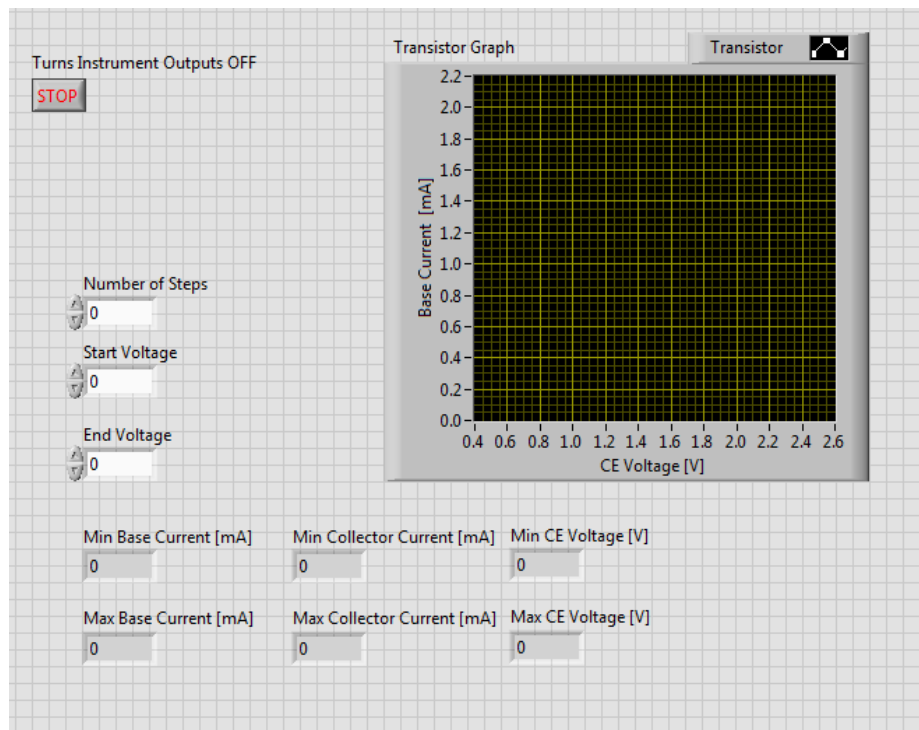 Turns Instrument Outputs OFF
STOP
Transistor Graph
Transistor
Base Current [mA]
2.2
2.0
1.8
1.6
1.4
1.2
1.0
0.8
0.6
0.4
0.2
0.0
0.4 0.6 0.8 1.0 1.2 1.4 1.6 1.8 2.0 2.2 2.4 2.6
CE Voltage [V]
Number of Steps
0
Start Voltage
0
End Voltage
0
Min Base Current [mA] Min Collector Current [mA] Min CE Voltage [V]
0 0 0
Max Base Current [mA] Max Collector Current [mA] Max CE Voltage [V]
0 0 0